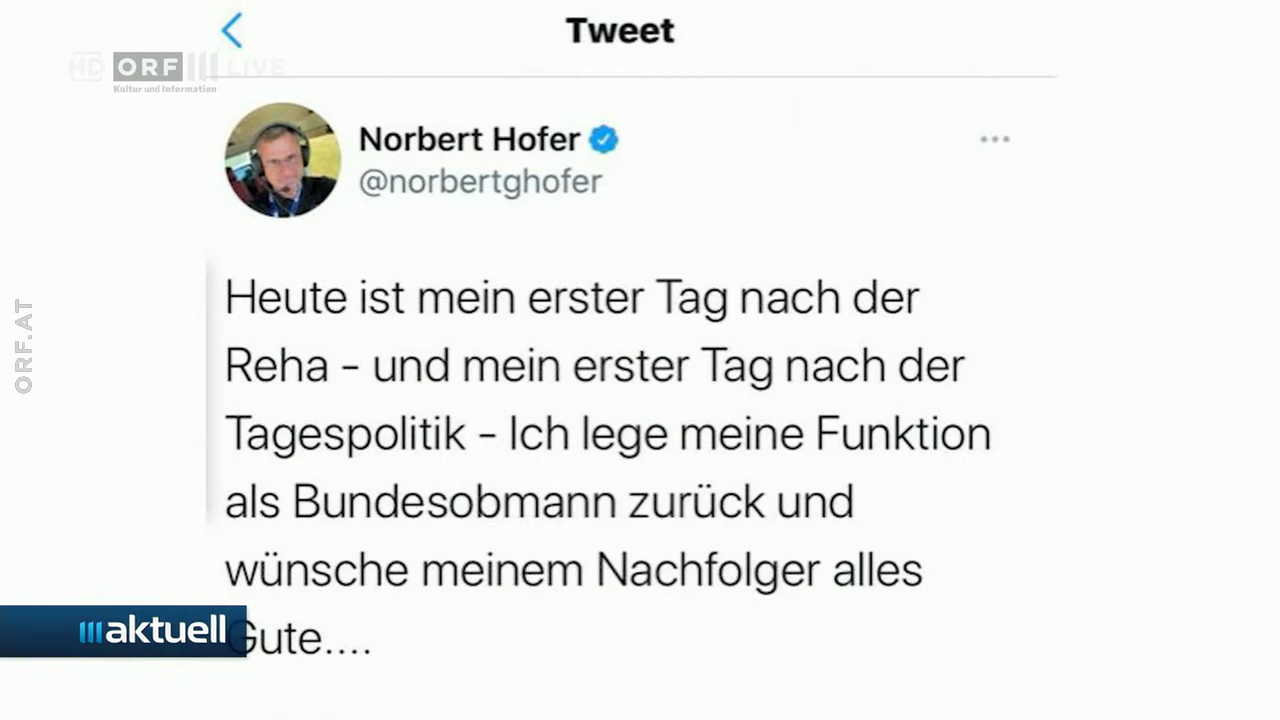 Tweet
HD ORF III LIVE
Kultur und Information
Norbert Hofer
@norbertghofer
Heute ist mein erster Tag nach der
Reha - und mein erster Tag nach der
Tagespolitik - Ich lege meine Funktion
als Bundesobmann zurück und
wünsche meinem Nachfolger alles
Gute....
ORF.AT
III aktuell